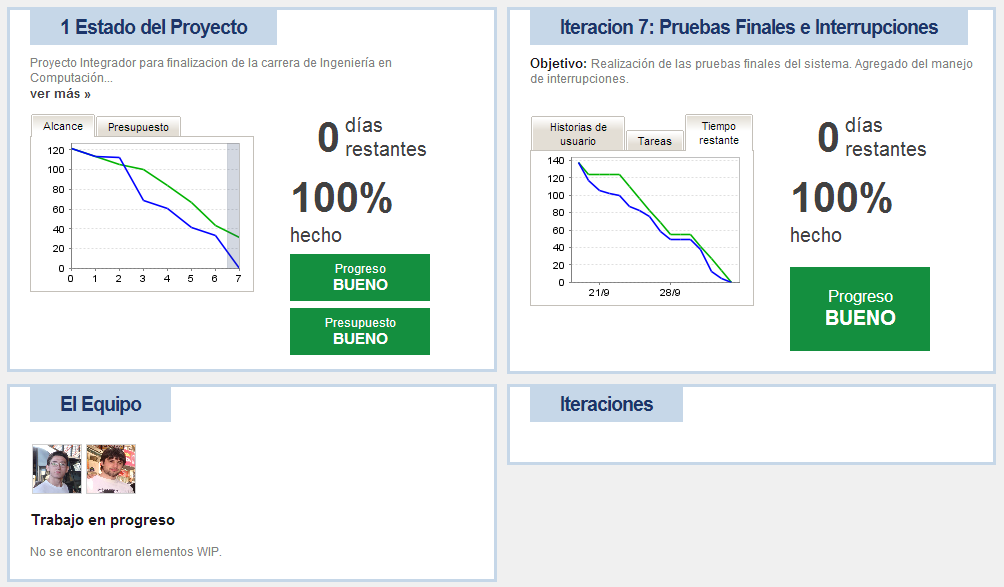 1 Estado del Proyecto
Proyecto Integrador para finalizacion de la carrera de Ingeniería en
Computación...
ver más »
Alcance
Presupuesto
120
100
80
60
40
20
0
0 1 2 3 4 5 6 7
0 días
restantes
100%
hecho
Progreso
BUENO
Presupuesto
BUENO
Iteracion 7: Pruebas Finales e Interrupciones
Objetivo: Realización de las pruebas finales del sistema. Agregado del manejo
de interrupciones.
Historias de
usuario
Tareas
Tiempo
restante
140
120
100
80
60
40
20
0
21/9 28/9
0 días
restantes
100%
hecho
Progreso
BUENO
El Equipo
Trabajo en progreso
No se encontraron elementos WIP.
Iteraciones